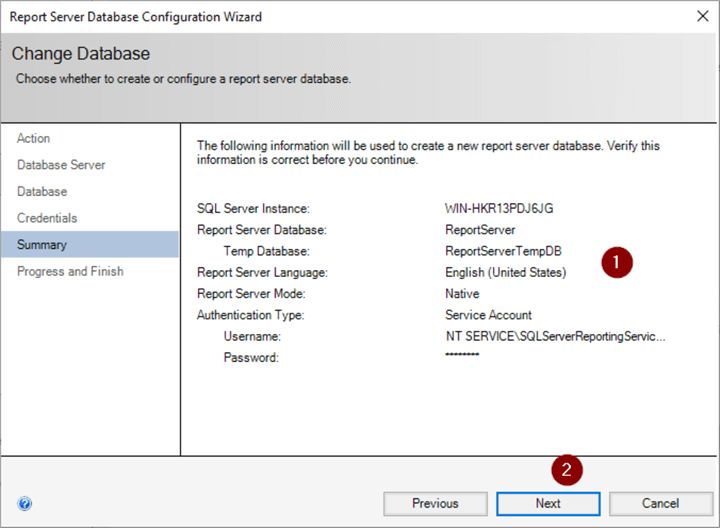 Report Server Database Configuration Wizard
Change Database
Choose whether to create or configure a report server database.
Action
Database Server
Database
Credentials
Summary
Progress and Finish
The following information will be used to create a new report server database. Verify this
information is correct before you continue.
SQL Server Instance: WIN-HKR13PDJ6JG
Report Server Database: ReportServer
Temp Database: ReportServerTempDB
Report Server Language: English (United States)
Report Server Mode: Native
Authentication Type: Service Account
Username: NT SERVICE\SQLServerReportingServic...
Password: ********
1
2
Previous
Next
Cancel